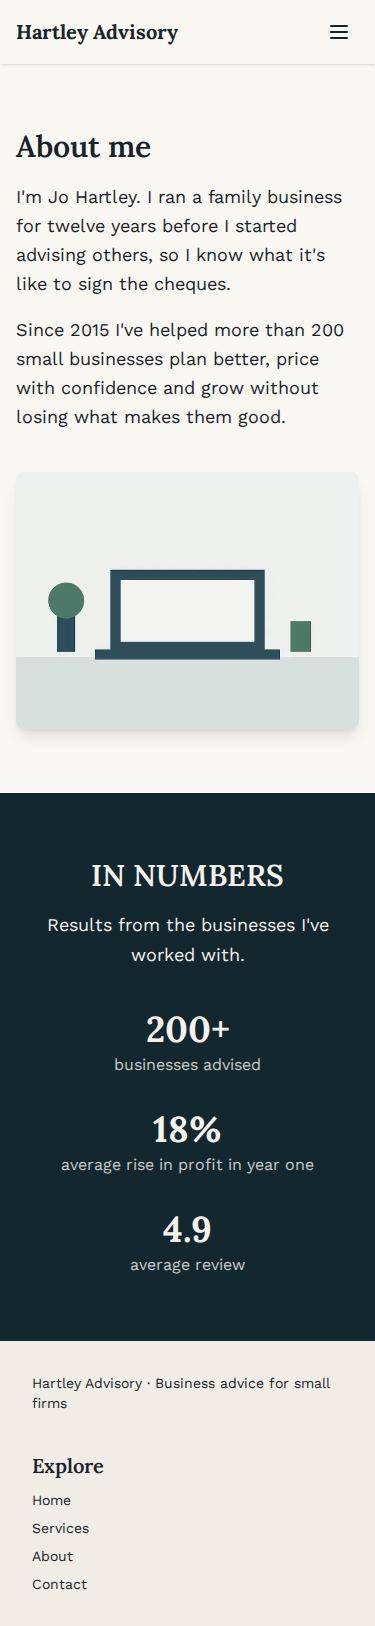 Hartley Advisory
About me
I'm Jo Hartley. I ran a family business
for twelve years before I started
advising others, so I know what it's
like to sign the cheques.
Since 2015 I've helped more than 200
small businesses plan better, price
with confidence and grow without
losing what makes them good.
IN NUMBERS
Results from the businesses I've
worked with.
200+
businesses advised
18%
average rise in profit in year one
4.9
average review
Hartley Advisory · Business advice for small
firms
Explore
Home
Services
About
Contact